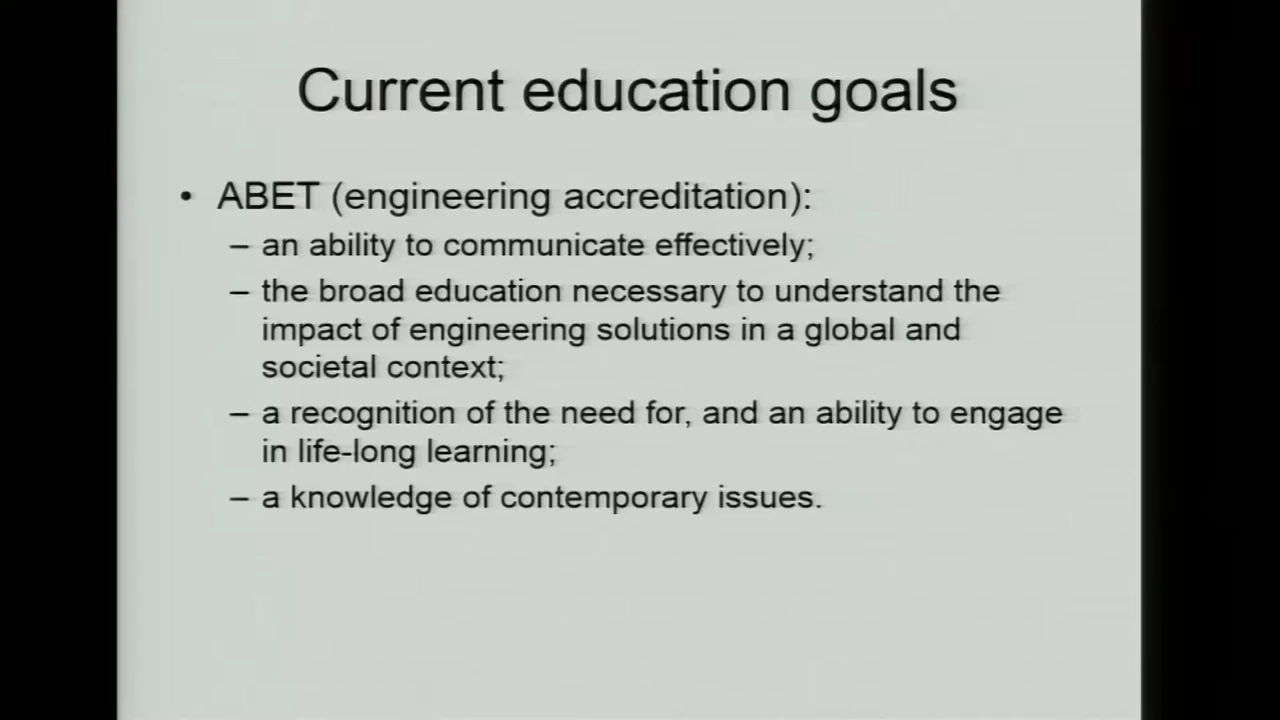 Current education goals
• ABET (engineering accreditation):
– an ability to communicate effectively;
– the broad education necessary to understand the
impact of engineering solutions in a global and
societal context;
– a recognition of the need for, and an ability to engage
in life-long learning;
– a knowledge of contemporary issues.